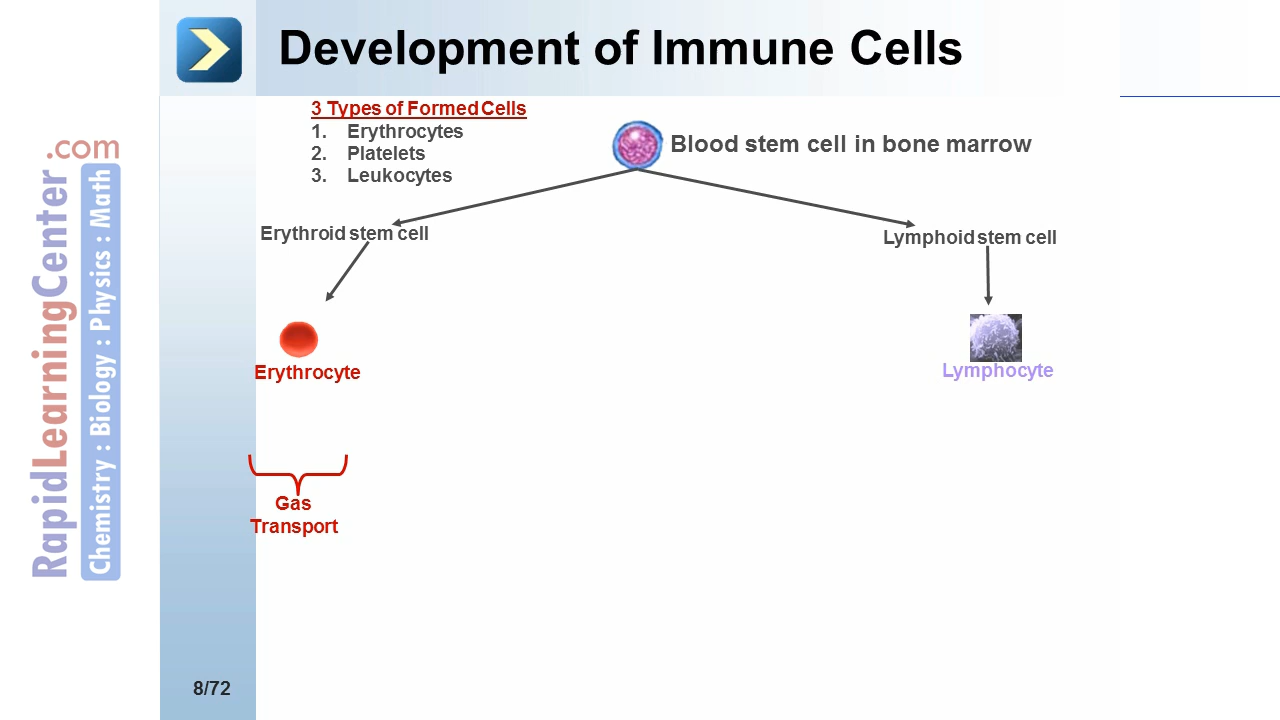 Development of Immune Cells
3 Types of Formed Cells
1. Erythrocytes
2. Platelets
3. Leukocytes
Blood stem cell in bone marrow
Erythroid stem cell
Lymphoid stem cell
Erythrocyte
Lymphocyte
Gas
Transport
8/72
RapidLearningCenter
.com
Chemistry : Biology : Physics : Math